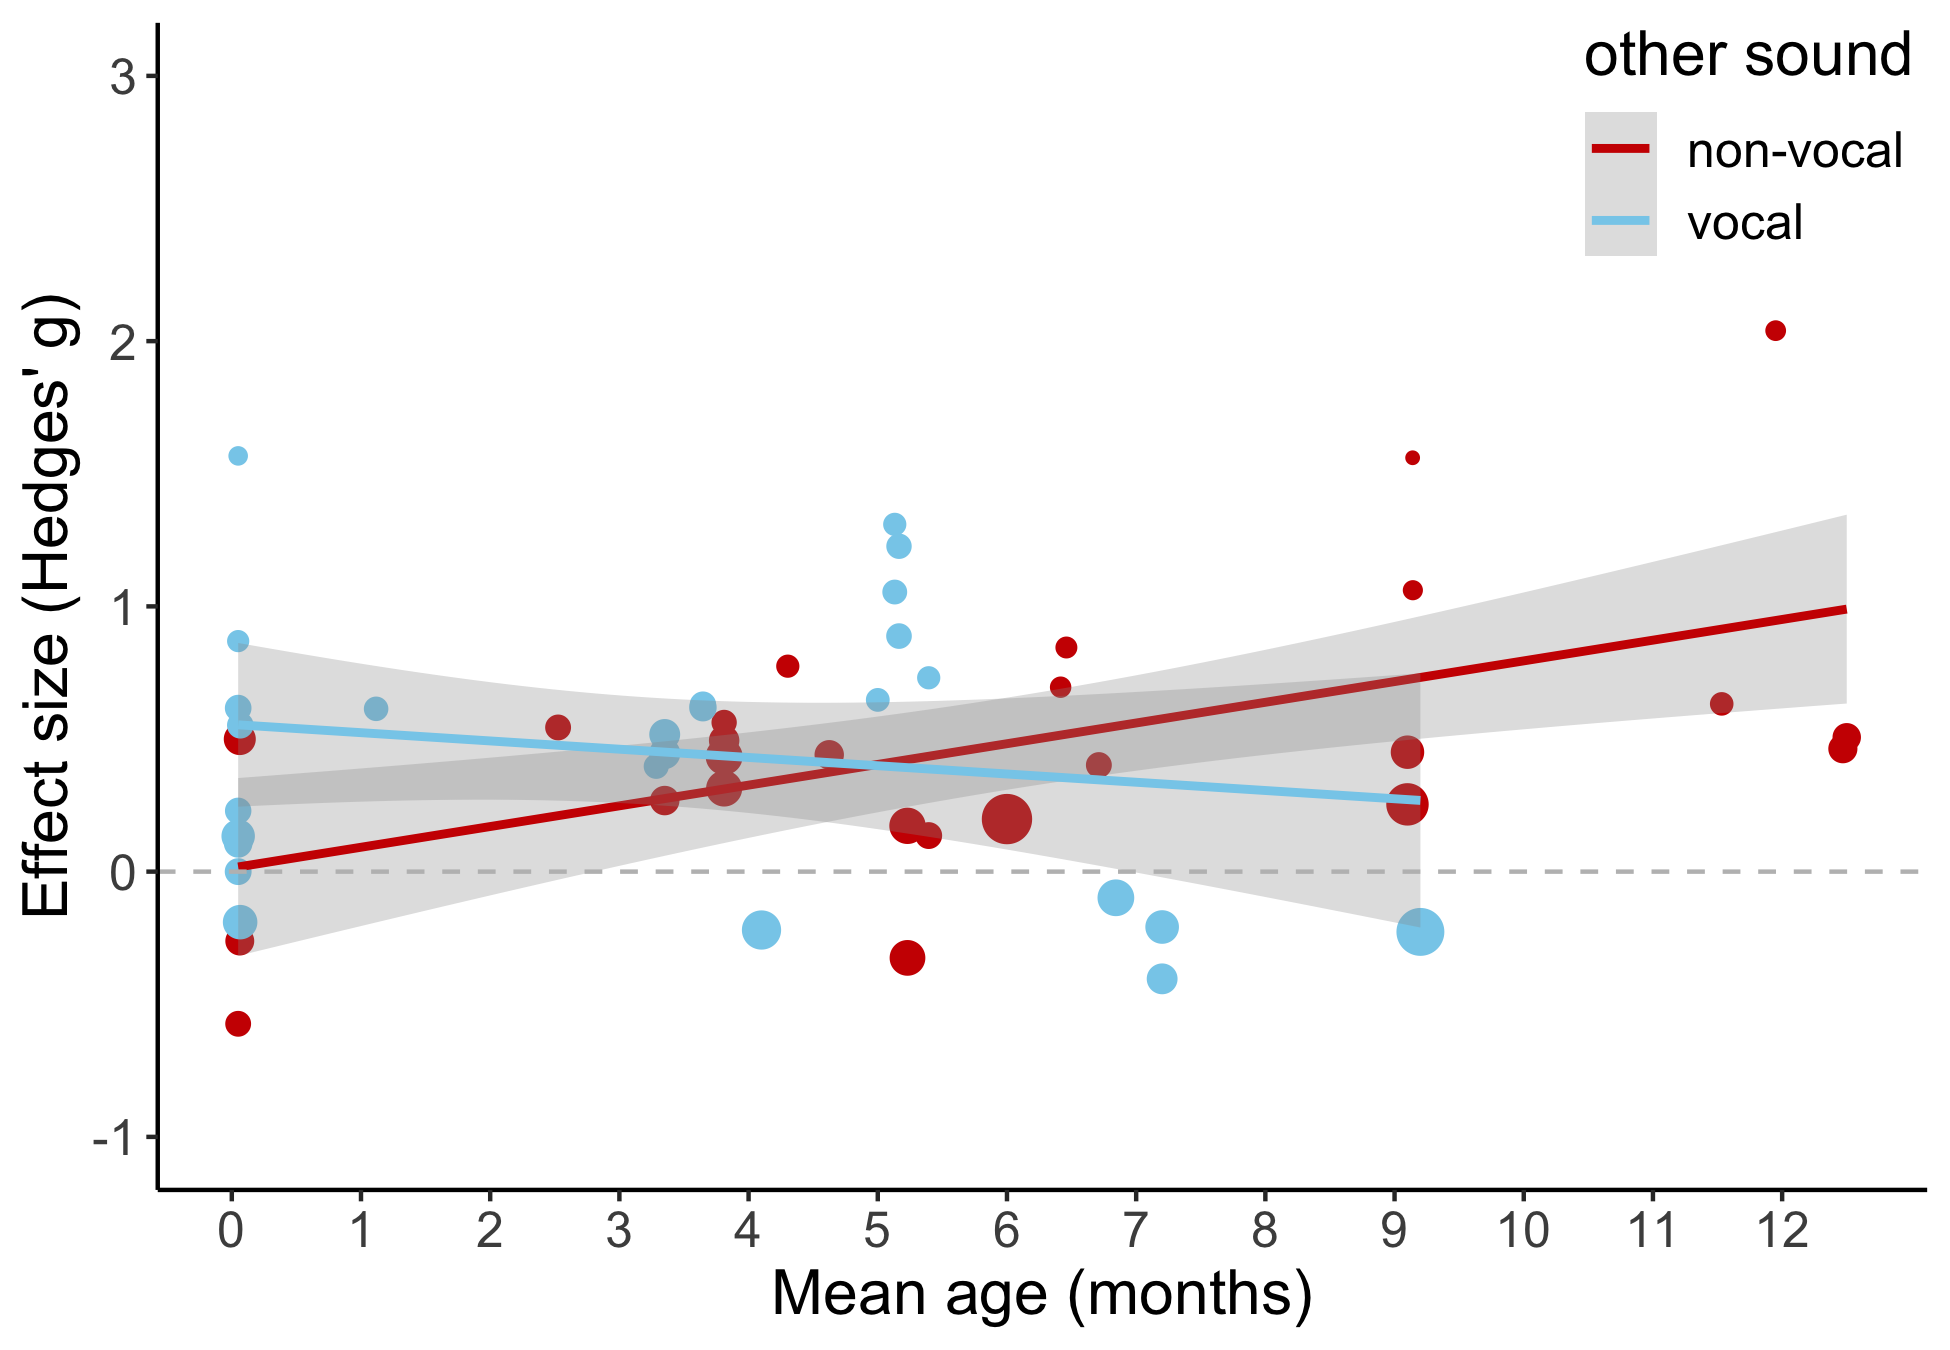 other sound
non-vocal
vocal
Effect size (Hedges' g)
3
2
1
0
-1
0 1 2 3 4 5 6 7 8 9 10 11 12
Mean age (months)